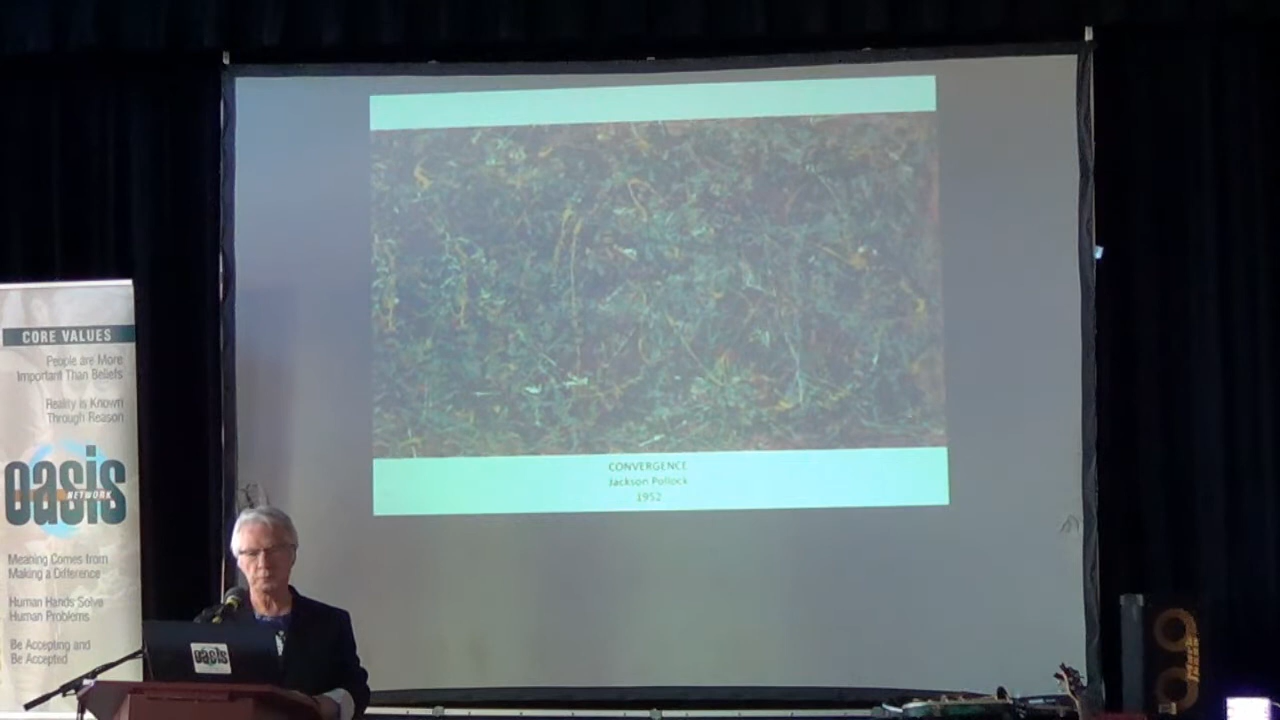 CORE VALUES
People are More
Important Than Beliefs
Reality is Known
Through Reason
oasis
NETWORK
Meaning Comes from
Making a Difference
Human Hands Solve
Human Problems
Be Accepting and
Be Accepted
CONVERGENCE
Jackson Pollock
1952
oasis